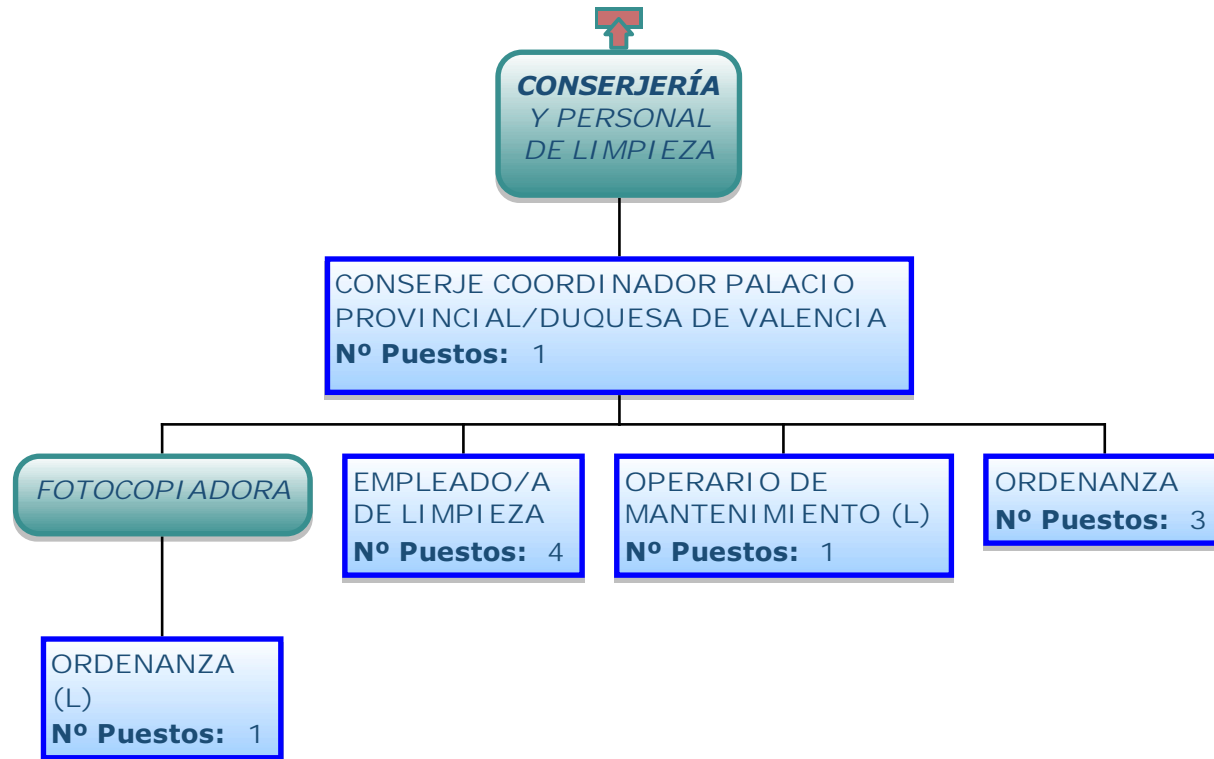 CONSERJERÍA
Y PERSONAL
DE LIMPIEZA
CONSERJE COORDINADOR PALACIO
PROVINCIAL/DUQUESA DE VALENCIA
Nº Puestos: 1
FOTOCOPIADORA
EMPLEADO/A
DE LIMPIEZA
Nº Puestos: 4
OPERARIO DE
MANTENIMIENTO (L)
Nº Puestos: 1
ORDENANZA
Nº Puestos: 3
ORDENANZA
(L)
Nº Puestos: 1